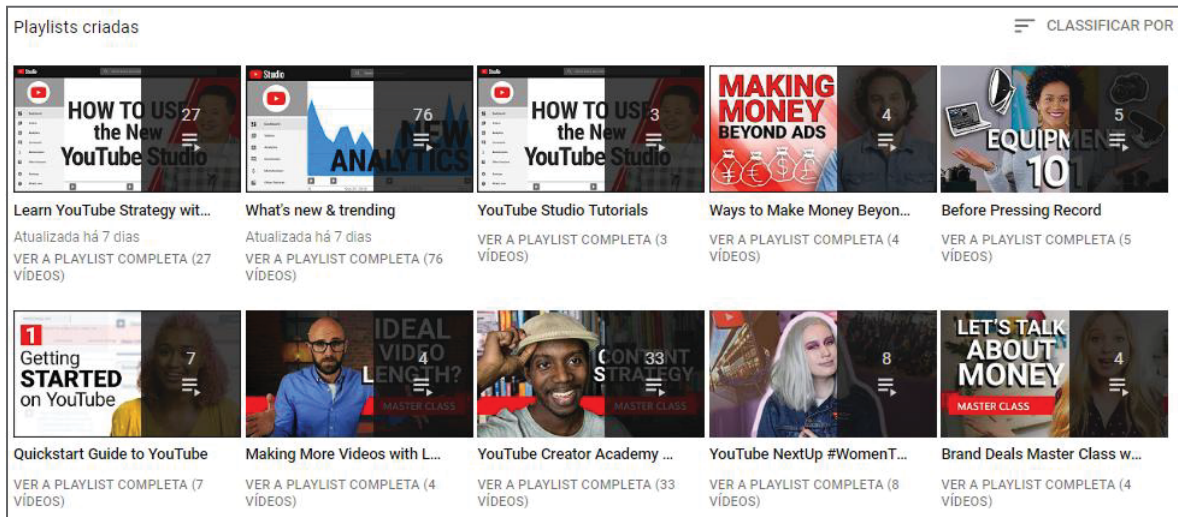 Playlists criadas
CLASSIFICAR POR
Studio
HOW TO USE
the New
YouTube Studio
27
Studio
NEW
ANALYTICS
76
Studio
HOW TO USE
the New
YouTube Studio
3
MAKING
MONEY
BEYOND ADS
4
EQUIPMENT
101
5
Learn YouTube Strategy wit...
What's new & trending
YouTube Studio Tutorials
Ways to Make Money Beyon...
Before Pressing Record
Atualizada há 7 dias
Atualizada há 7 dias
VER A PLAYLIST COMPLETA (27
VÍDEOS)
VER A PLAYLIST COMPLETA (76
VÍDEOS)
VER A PLAYLIST COMPLETA (3
VÍDEOS)
VER A PLAYLIST COMPLETA (4
VÍDEOS)
VER A PLAYLIST COMPLETA (5
VÍDEOS)
1
Getting
STARTED
on YouTube
7
IDEAL
VIDEO
LENGTH?
MASTER CLASS
4
CONTENT
STRATEGY
MASTER CLASS
33
8
LET'S TALK
ABOUT
MONEY
MASTER CLASS
4
Quickstart Guide to YouTube
Making More Videos with L...
YouTube Creator Academy ...
YouTube NextUp #WomenT...
Brand Deals Master Class w...
VER A PLAYLIST COMPLETA (7
VÍDEOS)
VER A PLAYLIST COMPLETA (4
VÍDEOS)
VER A PLAYLIST COMPLETA (33
VÍDEOS)
VER A PLAYLIST COMPLETA (8
VÍDEOS)
VER A PLAYLIST COMPLETA (4
VÍDEOS)